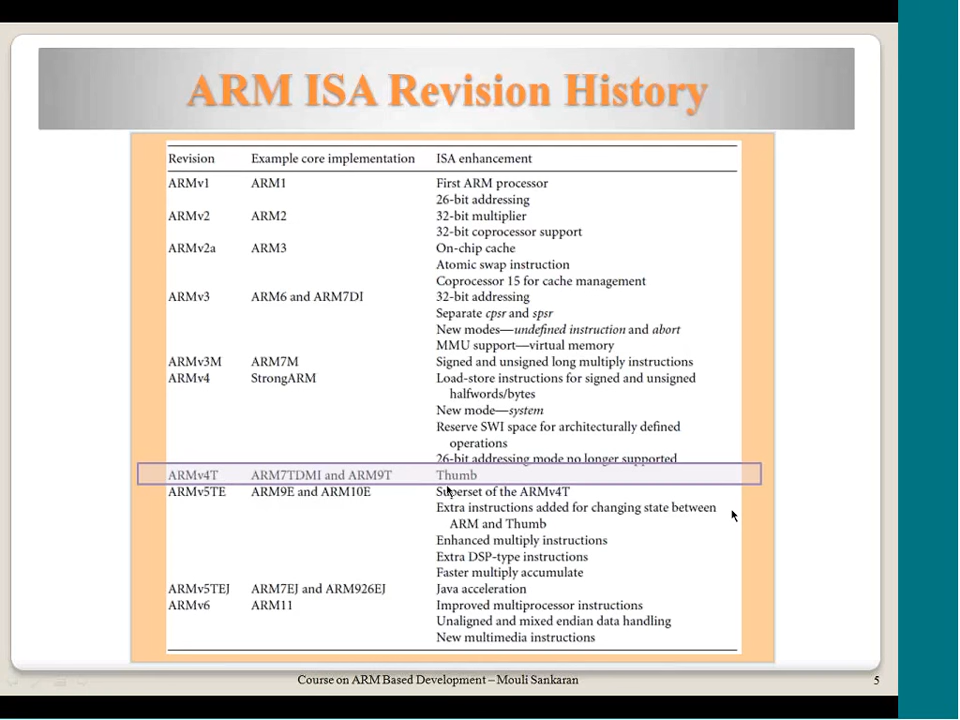 ARM ISA Revision History
Revision Example core implementation ISA enhancement
ARMv1 ARM1 First ARM processor
26-bit addressing
ARMv2 ARM2 32-bit multiplier
32-bit coprocessor support
ARMv2a ARM3 On-chip cache
Atomic swap instruction
Coprocessor 15 for cache management
ARMv3 ARM6 and ARM7DI 32-bit addressing
Separate cpsr and spsr
New modes—undefined instruction and abort
MMU support—virtual memory
ARMv3M ARM7M Signed and unsigned long multiply instructions
ARMv4 StrongARM Load-store instructions for signed and unsigned
halfwords/bytes
New mode—system
Reserve SWI space for architecturally defined
operations
26-bit addressing mode no longer supported
ARMv4T ARM7TDMI and ARM9T Thumb
ARMv5TE ARM9E and ARM10E Superset of the ARMv4T
Extra instructions added for changing state between
ARM and Thumb
Enhanced multiply instructions
Extra DSP-type instructions
Faster multiply accumulate
ARMv5TEJ ARM7EJ and ARM926EJ Java acceleration
ARMv6 ARM11 Improved multiprocessor instructions
Unaligned and mixed endian data handling
New multimedia instructions
Course on ARM Based Development – Mouli Sankaran 5